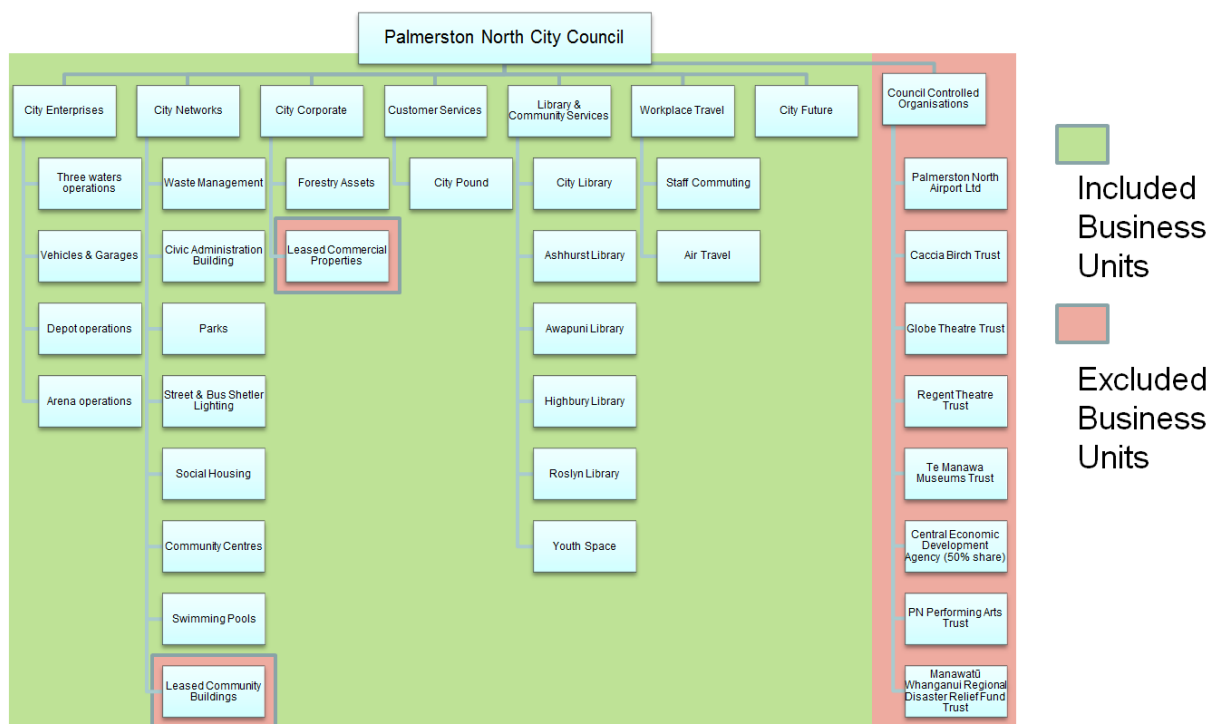 Palmerston North City Council
City Enterprises
City Networks
City Corporate
Customer Services
Library &
Community Services
Workplace Travel
City Future
Council Controlled
Organisations
Three waters
operations
Vehicles & Garages
Depot operations
Arena operations
Waste Management
Civic Administration
Building
Parks
Street & Bus Shetler
Lighting
Social Housing
Community Centres
Swimming Pools
Leased Community
Buildings
Forestry Assets
Leased Commercial
Properties
City Pound
City Library
Ashhurst Library
Awapuni Library
Highbury Library
Roslyn Library
Youth Space
Staff Commuting
Air Travel
Palmerston North
Airport Ltd
Caccia Birch Trust
Globe Theatre Trust
Regent Theatre
Trust
Te Manawa
Museums Trust
Central Economic
Development
Agency (50% share)
PN Performing Arts
Trust
Manawatū
Whanganui Regional
Disaster Relief Fund
Trust
Included
Business
Units
Excluded
Business
Units